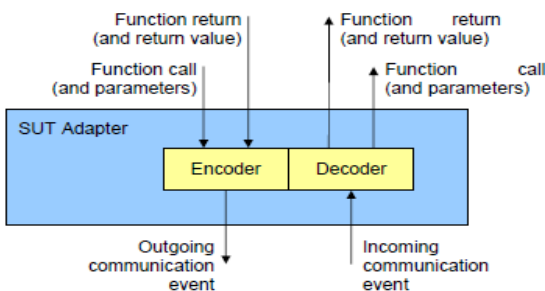 Function return
(and return value)
Function call
(and parameters)
Function return
(and return value)
Function call
(and parameters)
SUT Adapter
Encoder
Decoder
Outgoing
communication
event
Incoming
communication
event